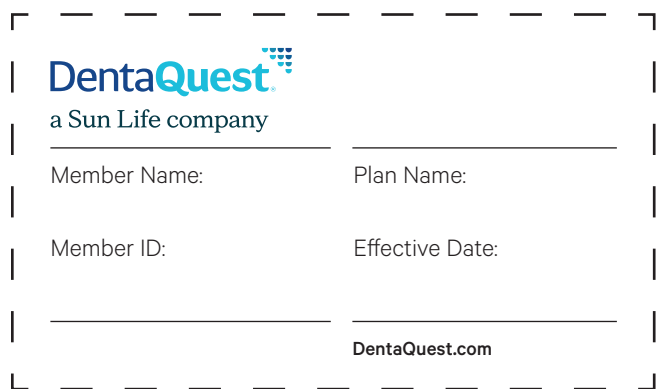 DentaQuest®
a Sun Life company
Member Name:
Plan Name:
Member ID:
Effective Date:
DentaQuest.com